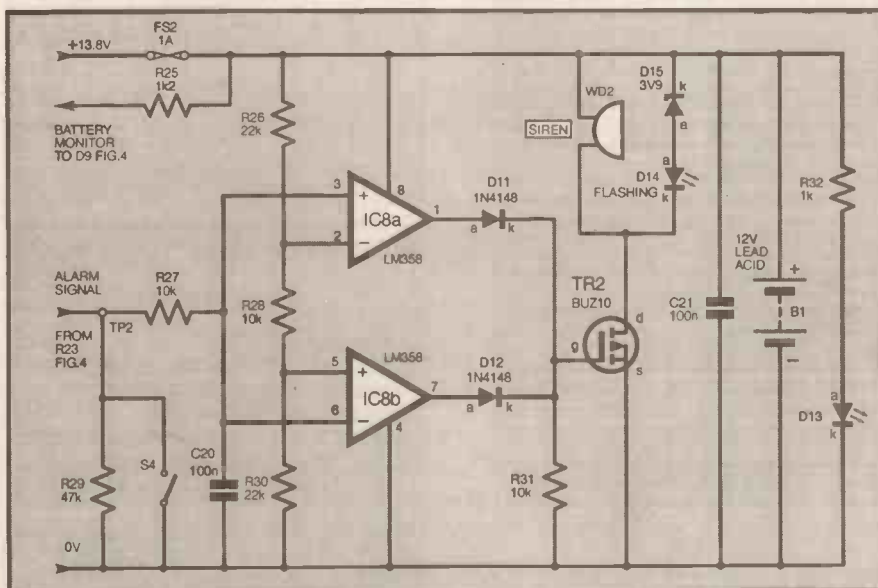 FS2
1A
+13.8V
R25
1k2
BATTERY
MONITOR
TO D9 FIG.4
R26
22k
3
+
IC8a
8
1
2
−
LM358
D11
1N4148
a
k
WD2
SIREN
D15
3V9
k
a
a
D14
FLASHING
k
R32
1k
ALARM
SIGNAL
R27
10k
TP2
FROM
R23
FIG.4
R28
10k
LM358
5
+
IC8b
7
6
−
4
D12
1N4148
a
k
TR2
BUZ10
d
g
s
C21
100n
12V
LEAD
ACID
+
B1
−
a
D13
k
R29
47k
S4
C20
100n
R30
22k
R31
10k
0V